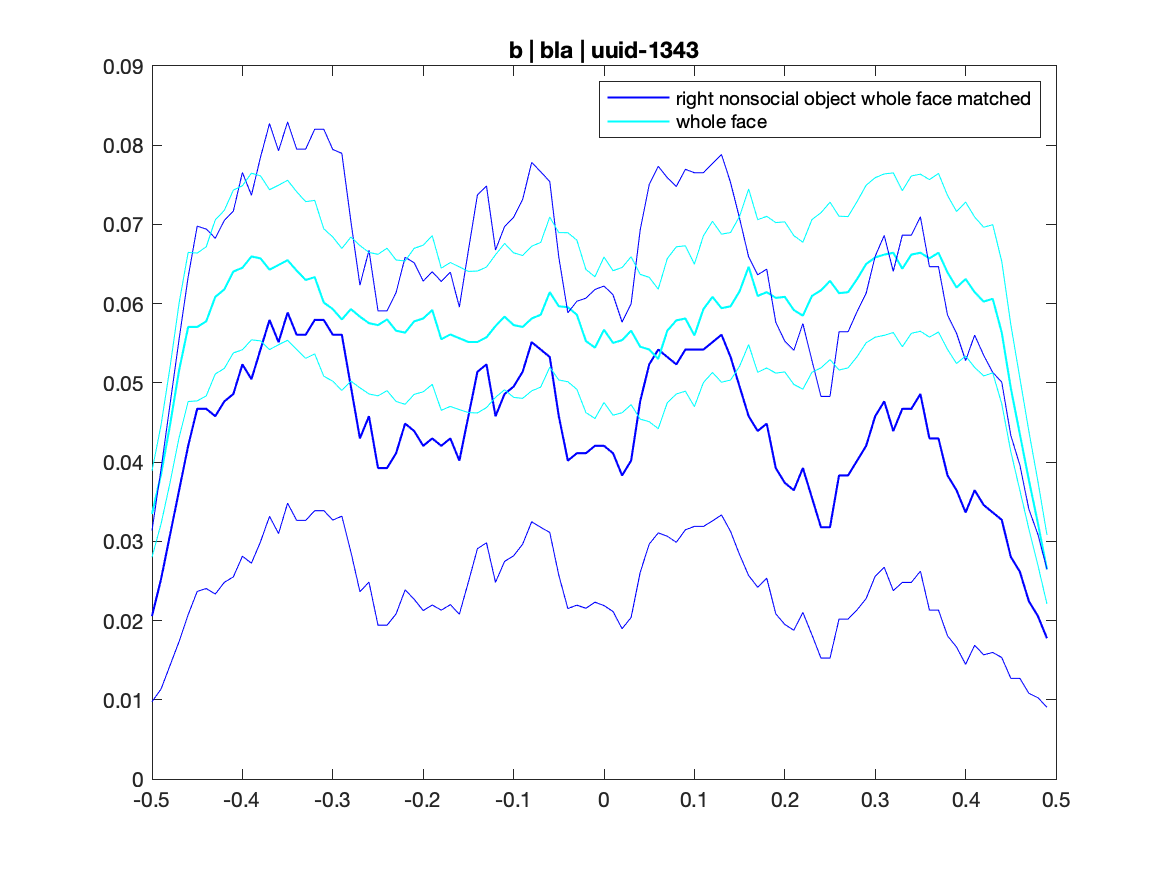 b | bla | uuid-1343
right nonsocial object whole face matched
whole face
0.09
0.08
0.07
0.06
0.05
0.04
0.03
0.02
0.01
0
-0.5 -0.4 -0.3 -0.2 -0.1 0 0.1 0.2 0.3 0.4 0.5